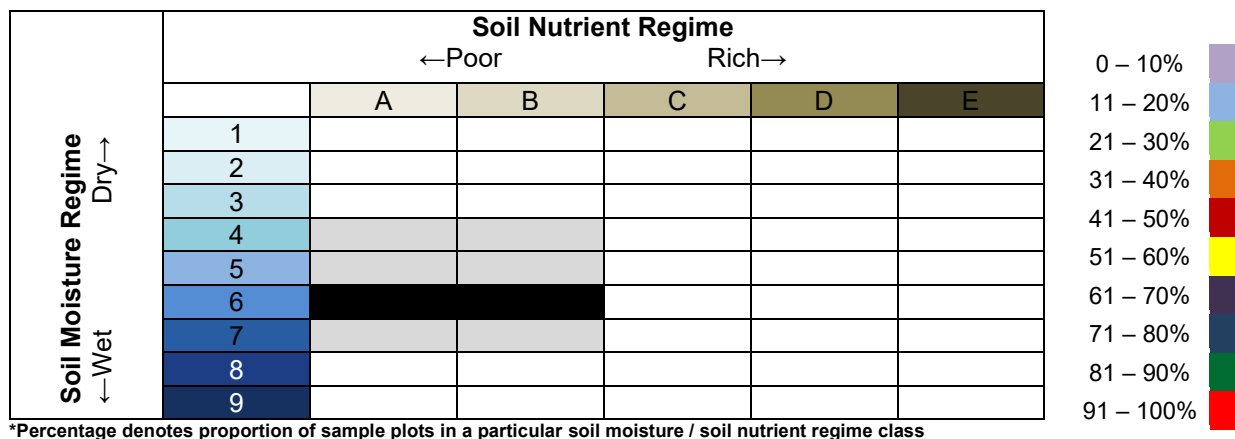 Soil Nutrient Regime
←Poor Rich→
A B C D E
Soil Moisture Regime
←Wet Dry→
1
2
3
4
5
6
7
8
9
0 – 10%
11 – 20%
21 – 30%
31 – 40%
41 – 50%
51 – 60%
61 – 70%
71 – 80%
81 – 90%
91 – 100%
*Percentage denotes proportion of sample plots in a particular soil moisture / soil nutrient regime class